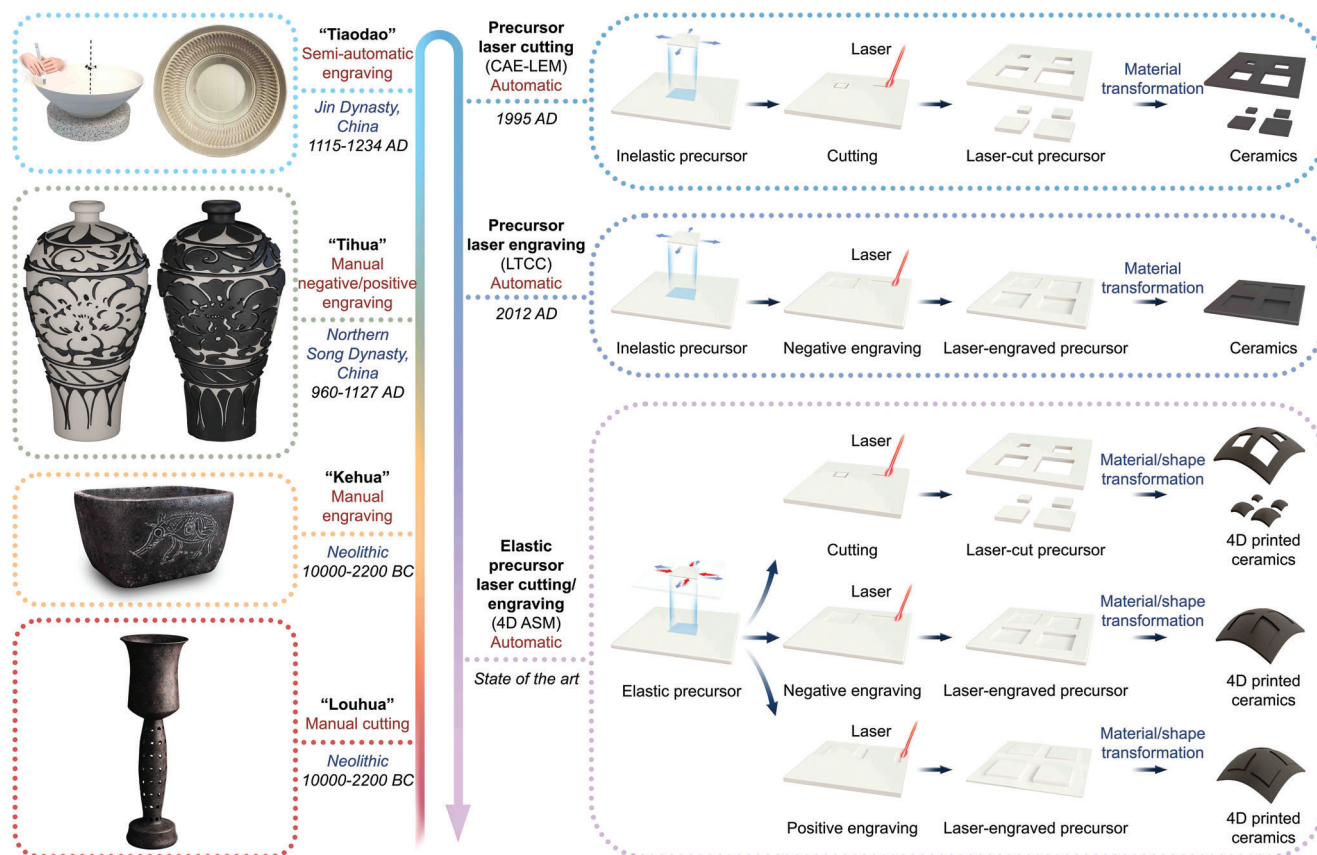 “Tiaodao”
Semi-automatic
engraving
Jin Dynasty,
China
1115-1234 AD
“Tihua”
Manual
negative/positive
engraving
Northern
Song Dynasty,
China
960-1127 AD
“Kehua”
Manual
engraving
Neolithic
10000-2200 BC
“Louhua”
Manual cutting
Neolithic
10000-2200 BC
Precursor
laser cutting
(CAE-LEM)
Automatic
1995 AD
Inelastic precursor
Laser
Cutting
Laser-cut precursor
Material
transformation
Ceramics
Precursor
laser engraving
(LTCC)
Automatic
2012 AD
Inelastic precursor
Laser
Negative engraving
Laser-engraved precursor
Material
transformation
Ceramics
Elastic
precursor
laser cutting/
engraving
(4D ASM)
Automatic
State of the art
Elastic precursor
Laser
Cutting
Laser-cut precursor
Material/shape
transformation
4D printed
ceramics
Laser
Negative engraving
Laser-engraved precursor
Material/shape
transformation
4D printed
ceramics
Laser
Positive engraving
Laser-engraved precursor
Material/shape
transformation
4D printed
ceramics